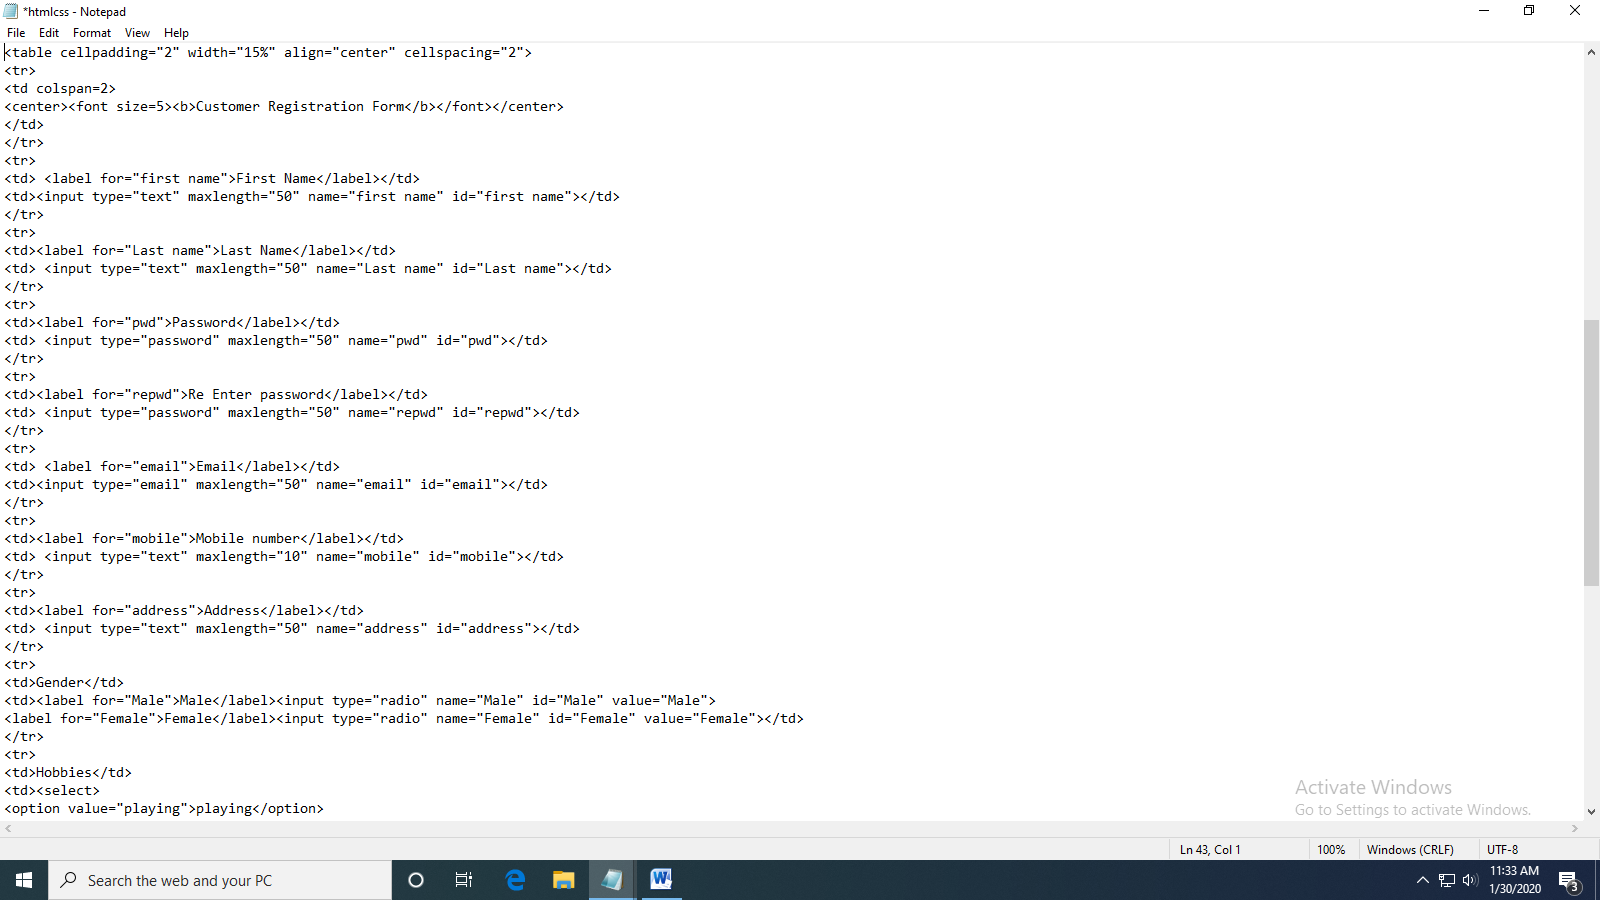 *htmlcss - Notepad
File Edit Format View Help
<table cellpadding="2" width="15%" align="center" cellspacing="2">
<tr>
<td colspan=2>
<center><font size=5><b>Customer Registration Form</b></font></center>
</td>
</tr>
<tr>
<td> <label for="first name">First Name</label></td>
<td><input type="text" maxlength="50" name="first name" id="first name"></td>
</tr>
<tr>
<td><label for="Last name">Last Name</label></td>
<td> <input type="text" maxlength="50" name="Last name" id="Last name"></td>
</tr>
<tr>
<td><label for="pwd">Password</label></td>
<td> <input type="password" maxlength="50" name="pwd" id="pwd"></td>
</tr>
<tr>
<td><label for="repwd">Re Enter password</label></td>
<td> <input type="password" maxlength="50" name="repwd" id="repwd"></td>
</tr>
<tr>
<td> <label for="email">Email</label></td>
<td><input type="email" maxlength="50" name="email" id="email"></td>
</tr>
<tr>
<td><label for="mobile">Mobile number</label></td>
<td> <input type="text" maxlength="10" name="mobile" id="mobile"></td>
</tr>
<tr>
<td><label for="address">Address</label></td>
<td> <input type="text" maxlength="50" name="address" id="address"></td>
</tr>
<tr>
<td>Gender</td>
<td><label for="Male">Male</label><input type="radio" name="Male" id="Male" value="Male">
<label for="Female">Female</label><input type="radio" name="Female" id="Female" value="Female"></td>
</tr>
<tr>
<td>Hobbies</td>
<td><select>
<option value="playing">playing</option>
Activate Windows
Go to Settings to activate Windows.
Ln 43, Col 1 100% Windows (CRLF) UTF-8
Search the web and your PC
11:33 AM
1/30/2020
3